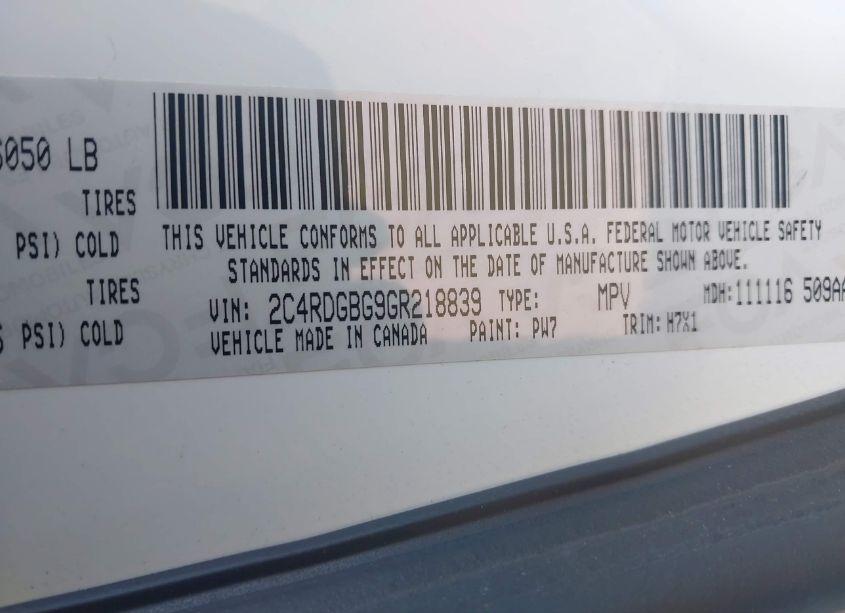 6050 LB
TIRES
PSI) COLD
TIRES
PSI) COLD
THIS VEHICLE CONFORMS TO ALL APPLICABLE U.S.A. FEDERAL MOTOR VEHICLE SAFETY
STANDARDS IN EFFECT ON THE DATE OF MANUFACTURE SHOWN ABOVE.
VIN: 2C4RDGBG9GR218839 TYPE: MPV MDH: 111116 509AA
VEHICLE MADE IN CANADA PAINT: PW7 TRIM: H7X1